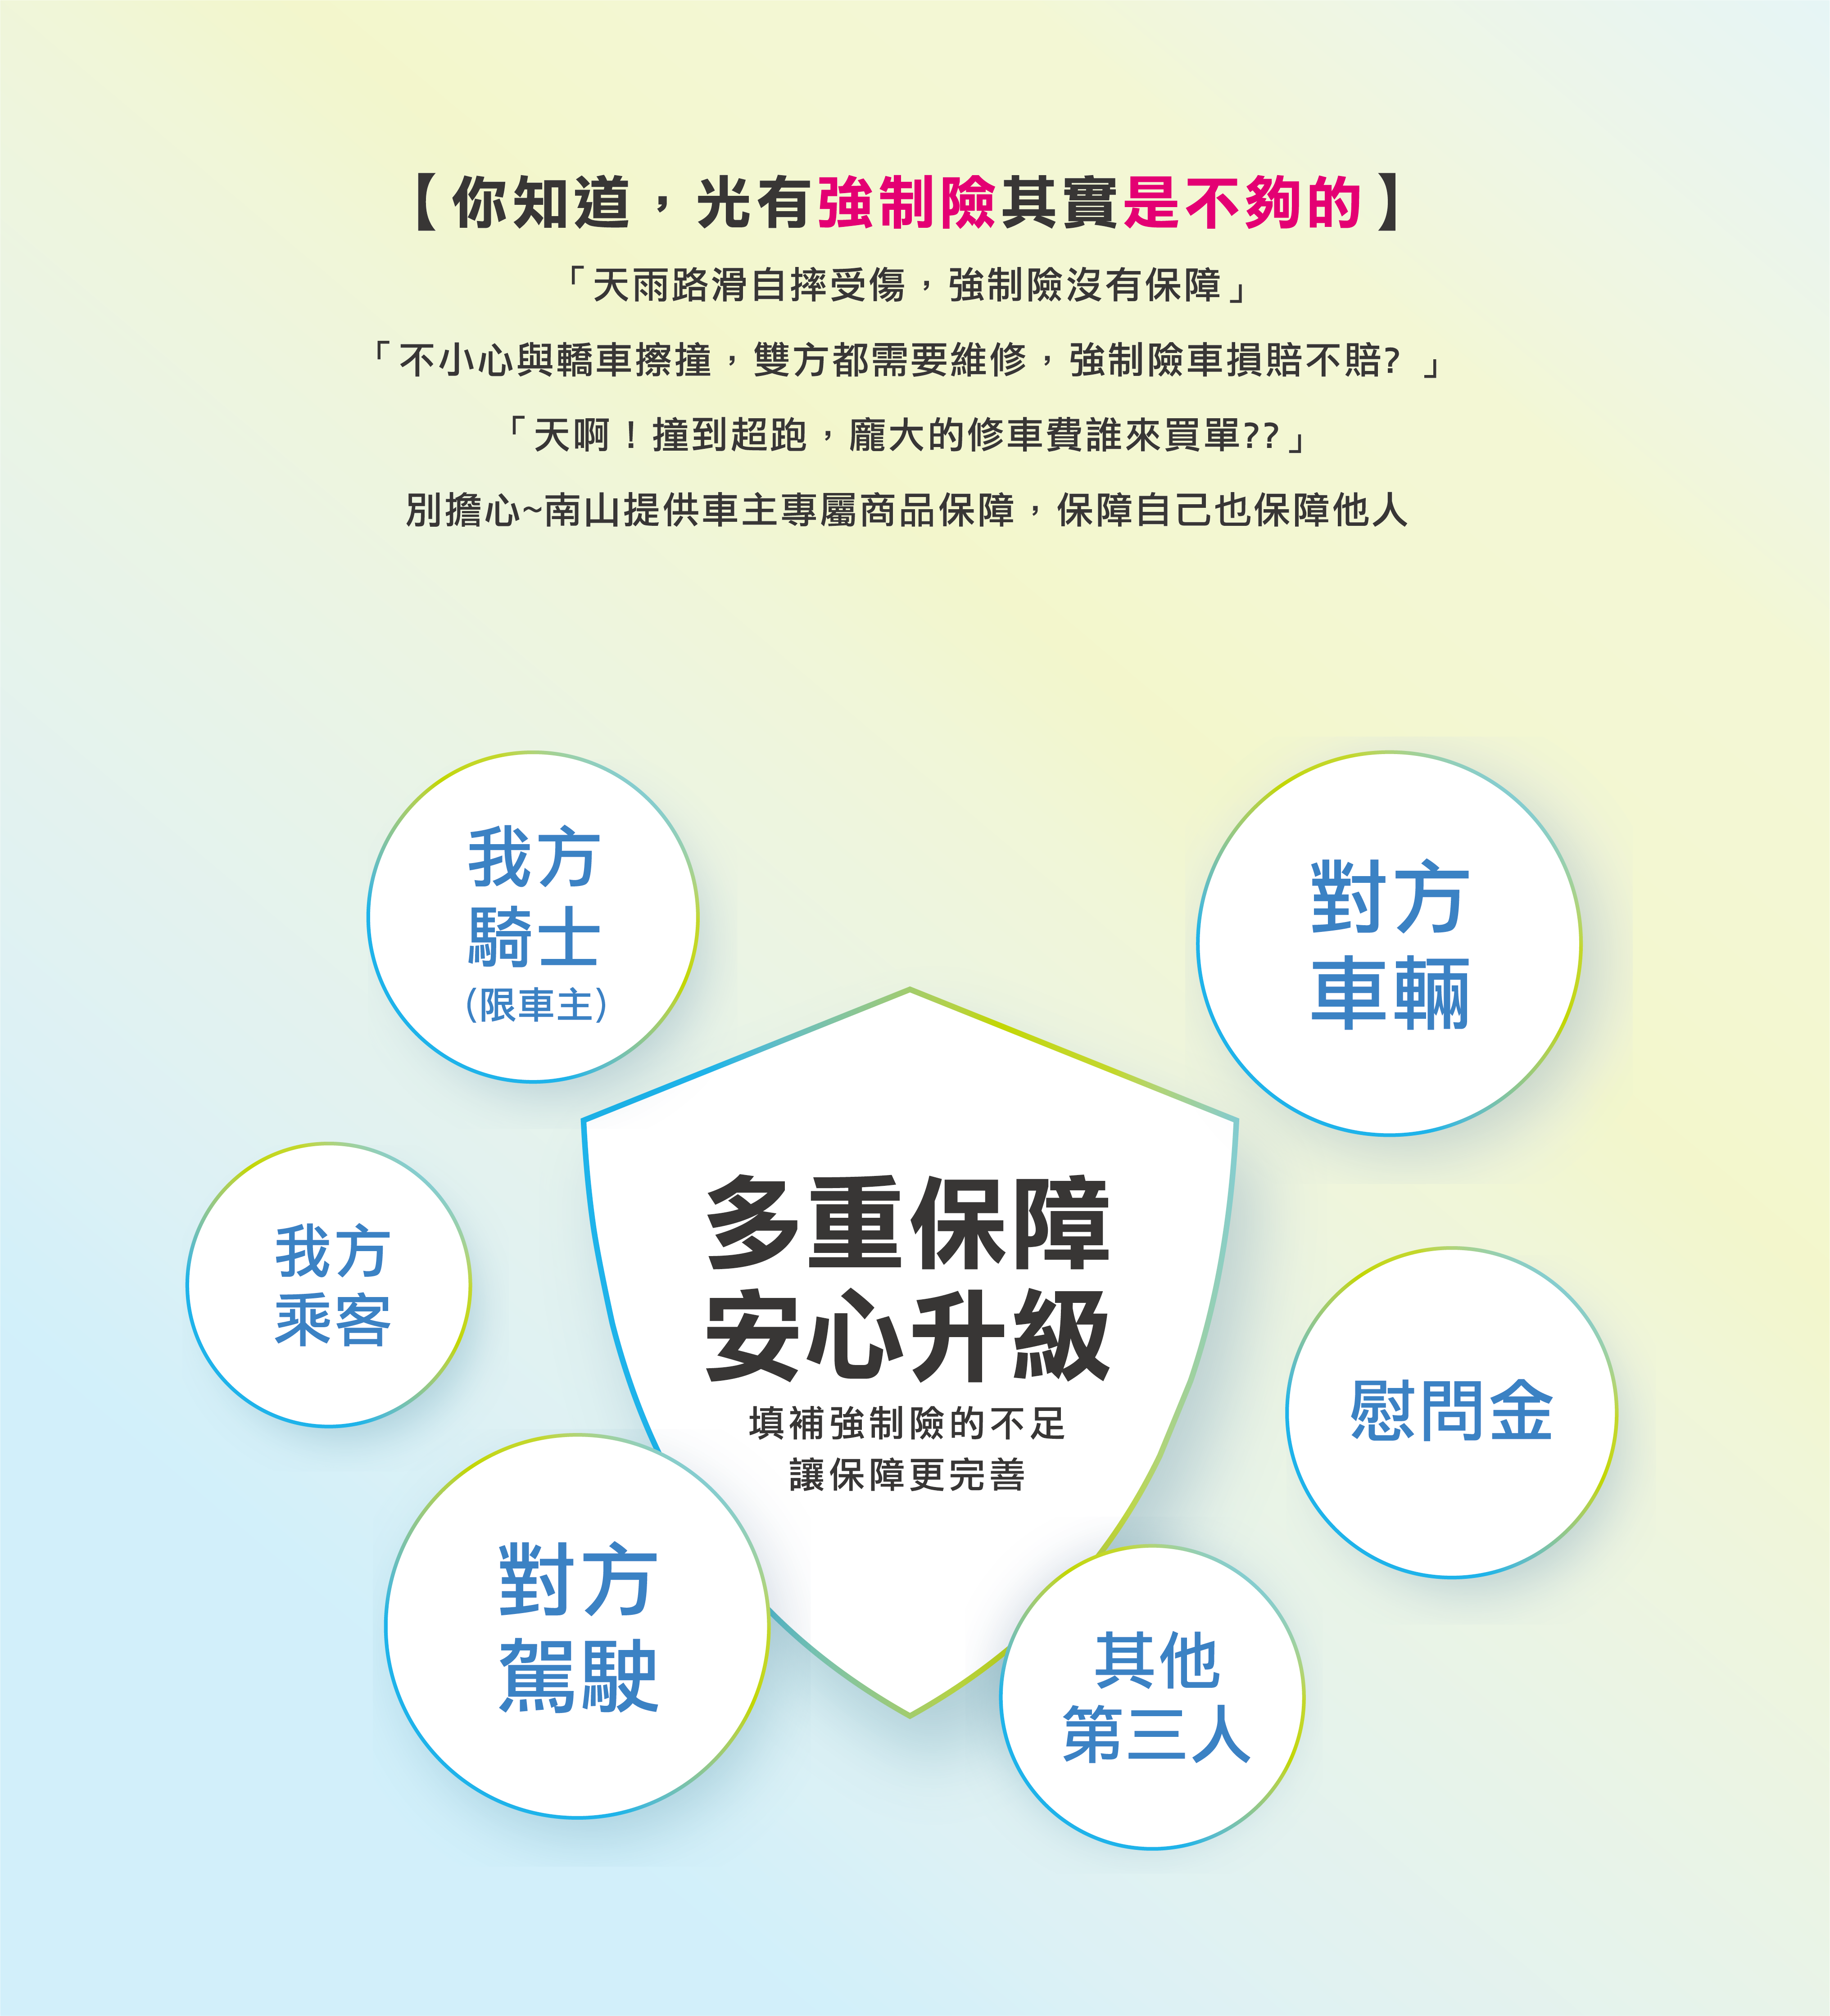 【你知道，光有強制險其實是不夠的】
「天雨路滑自摔受傷，強制險沒有保障」
「不小心與轎車擦撞，雙方都需要維修，強制險車損賠不賠? 」
「天啊！撞到超跑，龐大的修車費誰來買單??」
別擔心~南山提供車主專屬商品保障，保障自己也保障他人
我方
騎士
（限車主）
對方
車輛
我方
乘客
多重保障
安心升級
填補強制險的不足
讓保障更完善
慰問金
對方
駕駛
其他
第三人